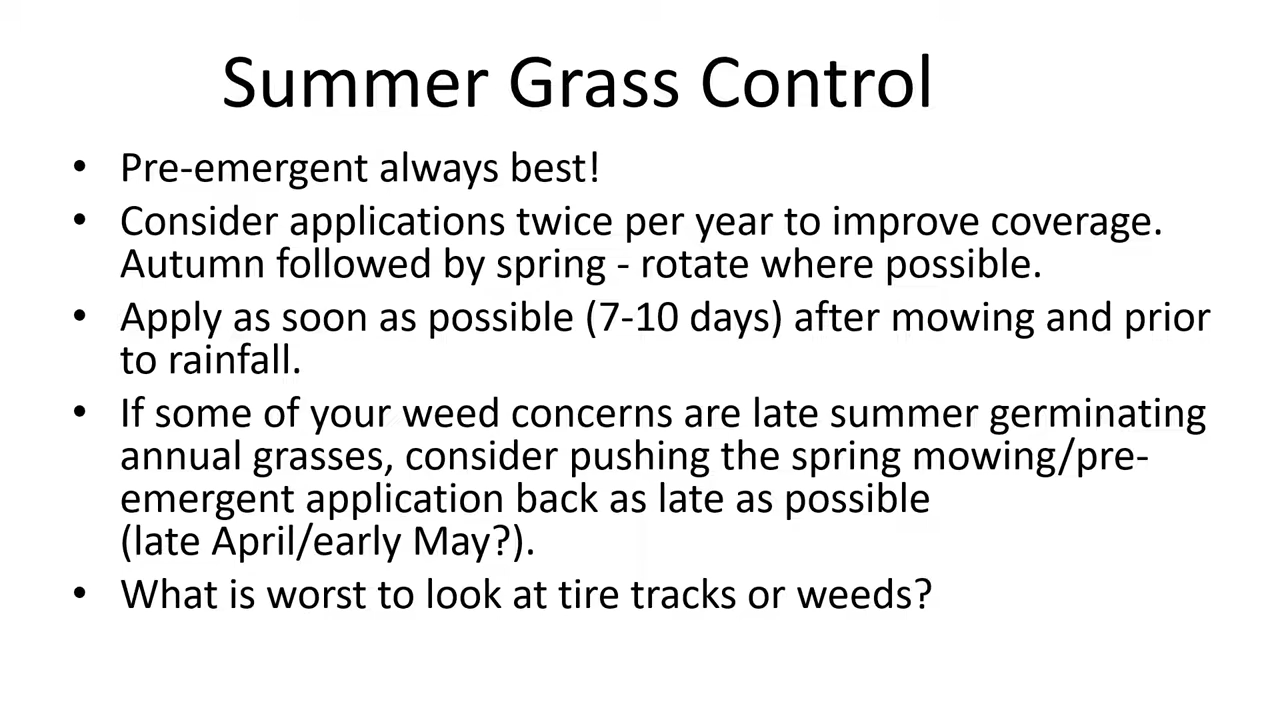 Summer Grass Control
• Pre-emergent always best!
• Consider applications twice per year to improve coverage.
Autumn followed by spring - rotate where possible.
• Apply as soon as possible (7-10 days) after mowing and prior
to rainfall.
• If some of your weed concerns are late summer germinating
annual grasses, consider pushing the spring mowing/pre-
emergent application back as late as possible
(late April/early May?).
• What is worst to look at tire tracks or weeds?